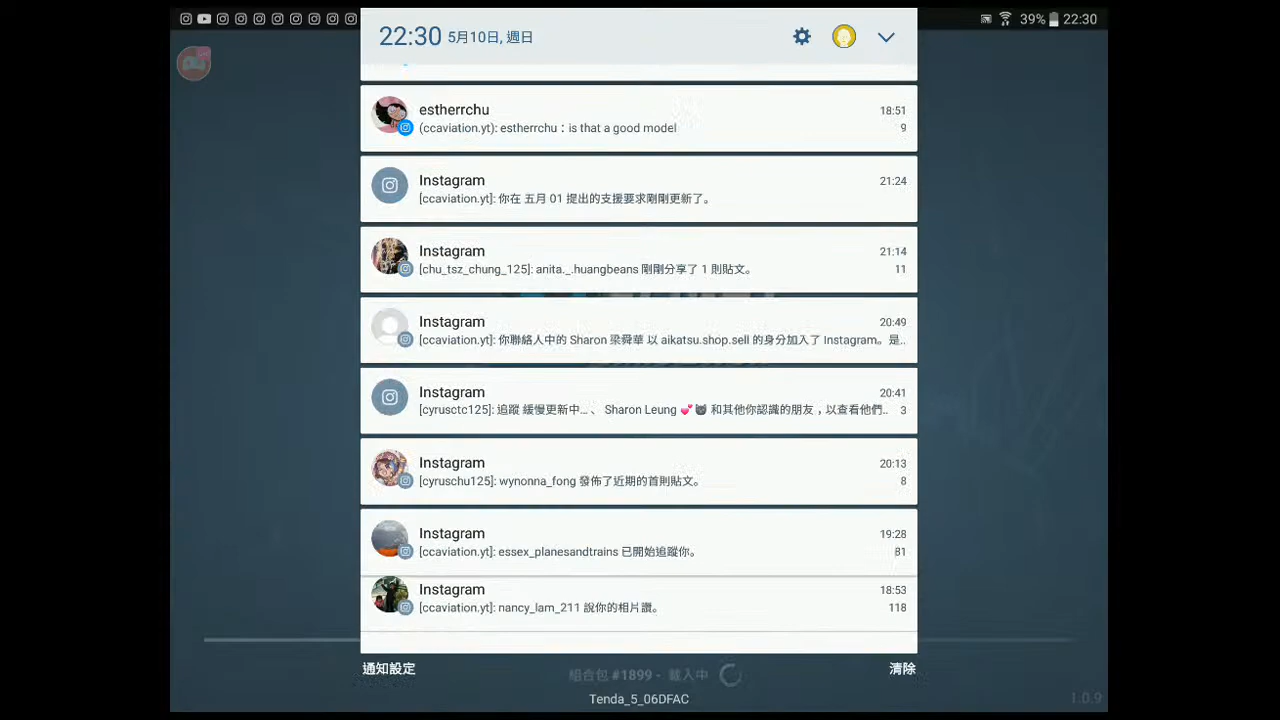 39% 22:30
22:30 5月10日, 週日
estherrchu 18:51
(ccaviation.yt): estherrchu：is that a good model 9
Instagram 21:24
[ccaviation.yt]: 你在 五月 01 提出的支援要求剛剛更新了。
Instagram 21:14
[chu_tsz_chung_125]: anita._.huangbeans 剛剛分享了 1 則貼文。 11
Instagram 20:49
[ccaviation.yt]: 你聯絡人中的 Sharon 梁舜華 以 aikatsu.shop.sell 的身分加入了 Instagram。是..
Instagram 20:41
[cyrusctc125]: 追蹤 緩慢更新中... 、 Sharon Leung 💕😈 和其他你認識的朋友，以查看他們.. 3
Instagram 20:13
[cyruschu125]: wynonna_fong 發佈了近期的首則貼文。 8
Instagram 19:28
[ccaviation.yt]: essex_planesandtrains 已開始追蹤你。 81
Instagram 18:53
[ccaviation.yt]: nancy_lam_211 說你的相片讚。 118
通知設定 清除
組合包 #1899 - 載入中
Tenda_5_06DFAC
1.0.9